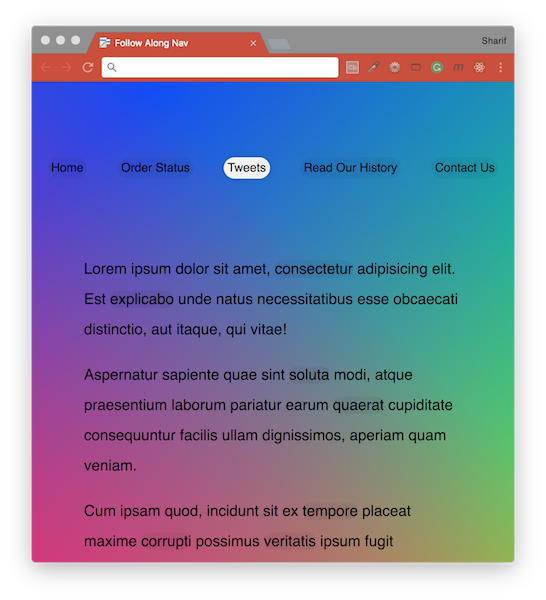 Follow Along Nav
Sharif
Home Order Status Tweets Read Our History Contact Us
Lorem ipsum dolor sit amet, consectetur adipisicing elit.
Est explicabo unde natus necessitatibus esse obcaecati
distinctio, aut itaque, qui vitae!
Aspernatur sapiente quae sint soluta modi, atque
praesentium laborum pariatur earum quaerat cupiditate
consequuntur facilis ullam dignissimos, aperiam quam
veniam.
Cum ipsam quod, incidunt sit ex tempore placeat
maxime corrupti possimus veritatis ipsum fugit